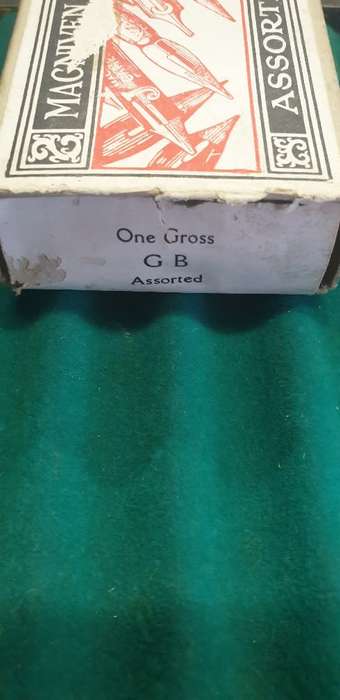 MACNIVEN
ASSORT
One Gross
G B
Assorted